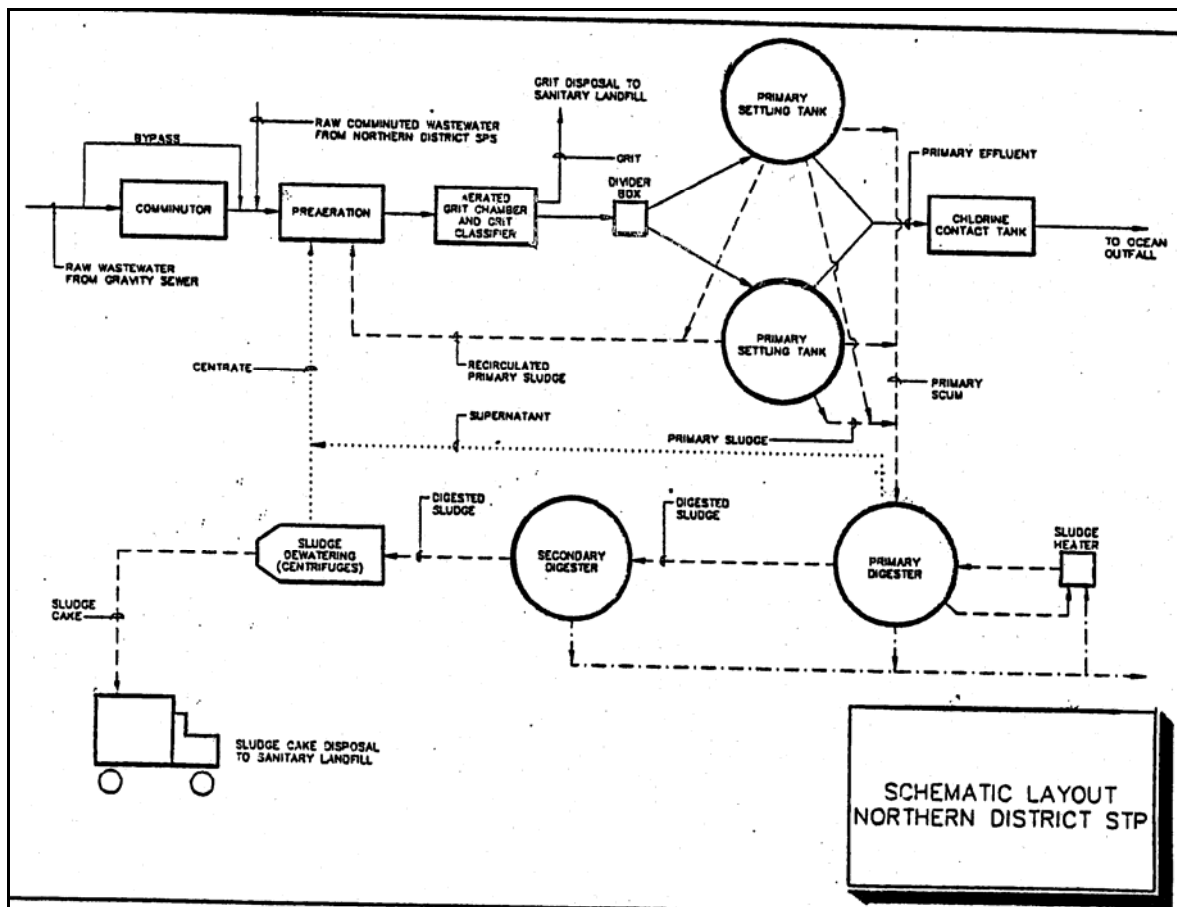 GRIT DISPOSAL TO
SANITARY LANDFILL
PRIMARY
SETTLING TANK
RAW COMMINUTED WASTEWATER
FROM NORTHERN DISTRICT SPS
BYPASS
GRIT
PRIMARY EFFLUENT
DIVIDER
BOX
COMMINUTOR
PREAERATION
AERATED
GRIT CHAMBER
AND GRIT
CLASSIFIER
CHLORINE
CONTACT TANK
TO OCEAN
OUTFALL
RAW WASTEWATER
FROM GRAVITY SEWER
PRIMARY
SETTLING TANK
CENTRATE
RECIRCULATED
PRIMARY SLUDGE
PRIMARY
SCUM
SUPERNATANT
PRIMARY SLUDGE
DIGESTED
SLUDGE
DIGESTED
SLUDGE
SLUDGE
HEATER
SLUDGE
DEWATERING
(CENTRIFUGES)
SECONDARY
DIGESTER
PRIMARY
DIGESTER
SLUDGE
CAKE
SLUDGE CAKE DISPOSAL
TO SANITARY LANDFILL
SCHEMATIC LAYOUT
NORTHERN DISTRICT STP